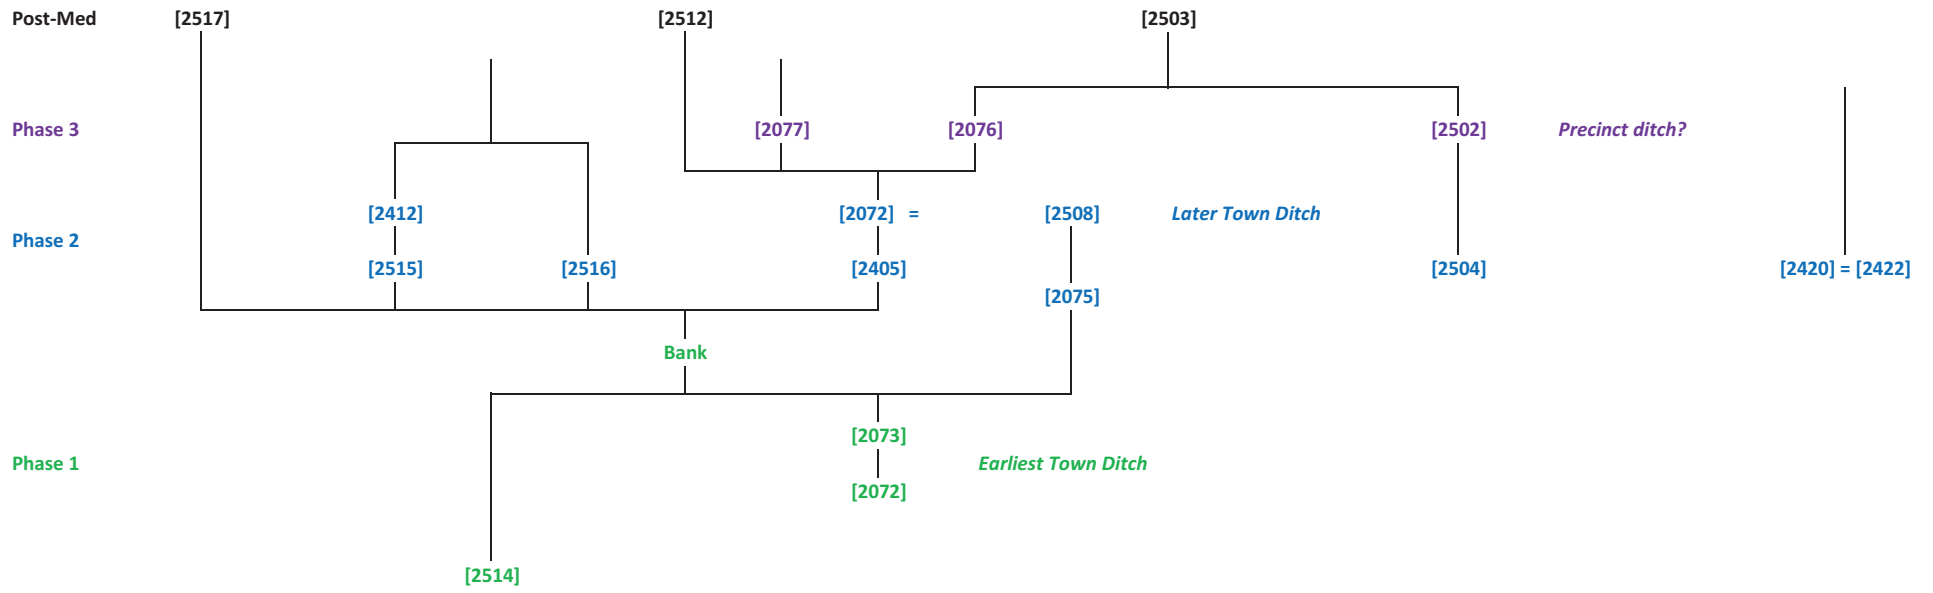 Post-Med [2517] [2512] [2503]
Phase 3 [2077] [2076] [2502] Precinct ditch?
[2412] [2072] = [2508] Later Town Ditch
Phase 2
[2515] [2516] [2405] [2504] [2420] = [2422]
[2075]
Bank
[2073]
Phase 1 Earliest Town Ditch
[2072]
[2514]